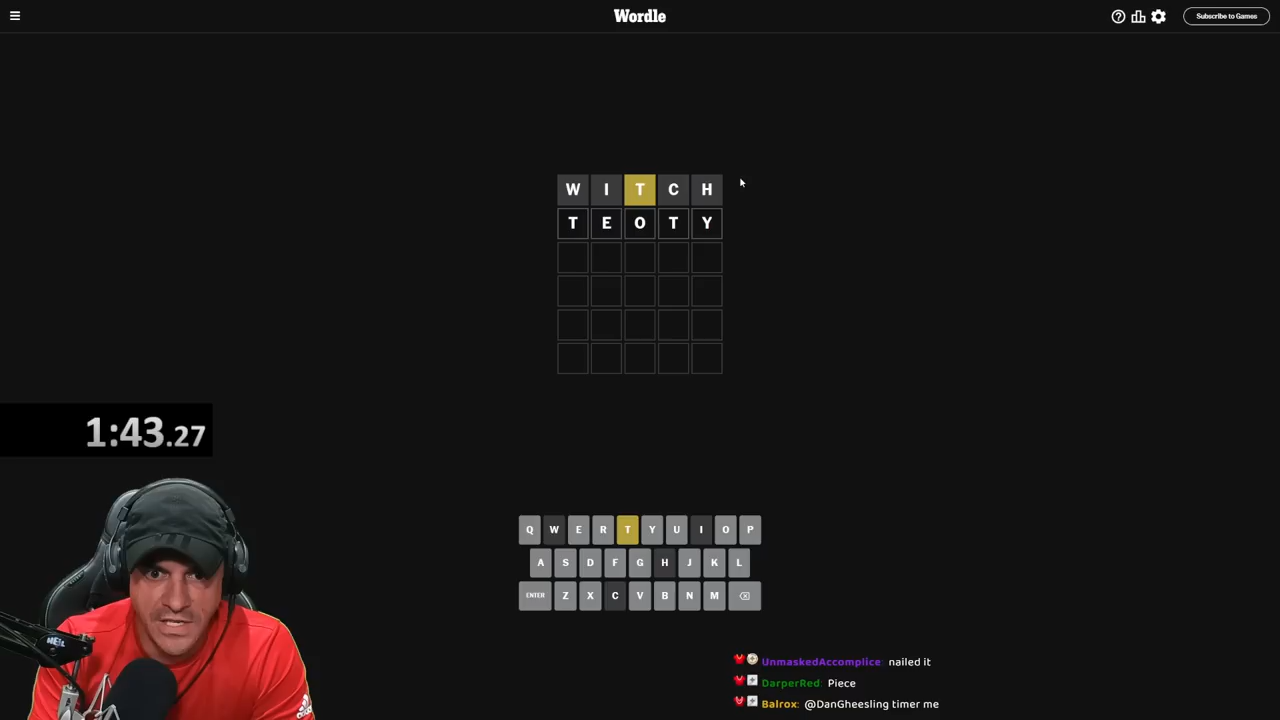 Wordle
Subscribe to Games
W I T C H
T E O T Y
1:43.27
Q W E R T Y U I O P
A S D F G H J K L
ENTER Z X C V B N M
UnmaskedAccomplice: nailed it
DarperRed: Piece
Balrox: @DanGheesling timer me